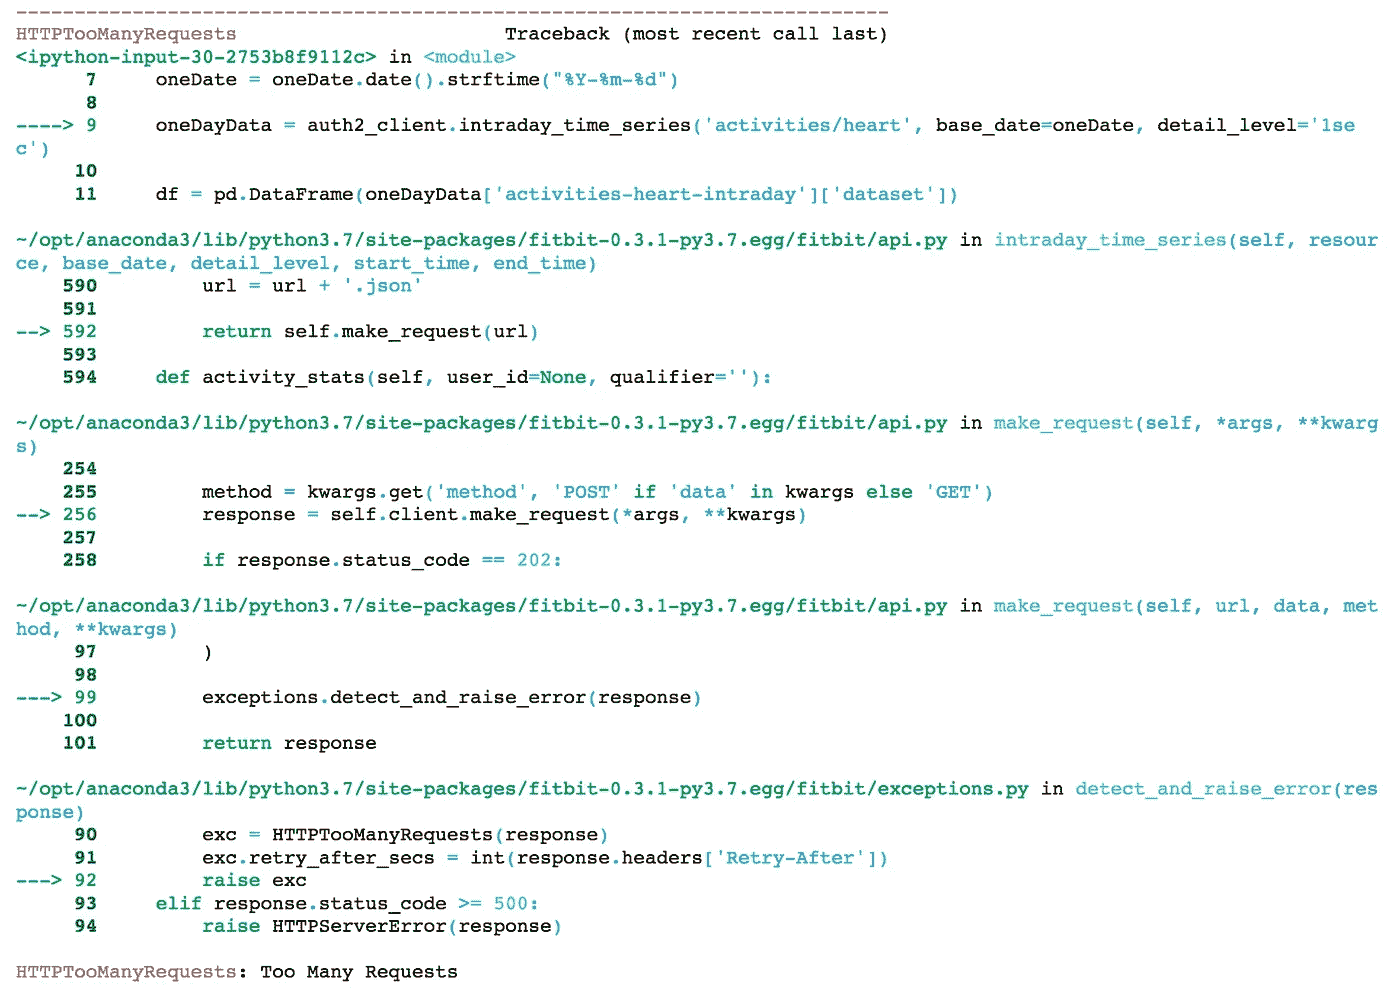 ---------------------------------------------------------------------------
HTTPTooManyRequests                       Traceback (most recent call last)
<ipython-input-30-2753b8f9112c> in <module>
      7     oneDate = oneDate.date().strftime("%Y-%m-%d")
      8
----> 9     oneDayData = auth2_client.intraday_time_series('activities/heart', base_date=oneDate, detail_level='1se
c')
     10
     11     df = pd.DataFrame(oneDayData['activities-heart-intraday']['dataset'])

~/opt/anaconda3/lib/python3.7/site-packages/fitbit-0.3.1-py3.7.egg/fitbit/api.py in intraday_time_series(self, resour
ce, base_date, detail_level, start_time, end_time)
    590         url = url + '.json'
    591
--> 592         return self.make_request(url)
    593
    594     def activity_stats(self, user_id=None, qualifier=''):

~/opt/anaconda3/lib/python3.7/site-packages/fitbit-0.3.1-py3.7.egg/fitbit/api.py in make_request(self, *args, **kwarg
s)
    254
    255         method = kwargs.get('method', 'POST' if 'data' in kwargs else 'GET')
--> 256         response = self.client.make_request(*args, **kwargs)
    257
    258         if response.status_code == 202:

~/opt/anaconda3/lib/python3.7/site-packages/fitbit-0.3.1-py3.7.egg/fitbit/api.py in make_request(self, url, data, met
hod, **kwargs)
     97         )
     98
---> 99         exceptions.detect_and_raise_error(response)
    100
    101         return response

~/opt/anaconda3/lib/python3.7/site-packages/fitbit-0.3.1-py3.7.egg/fitbit/exceptions.py in detect_and_raise_error(res
ponse)
     90         exc = HTTPTooManyRequests(response)
     91         exc.retry_after_secs = int(response.headers['Retry-After'])
---> 92         raise exc
     93     elif response.status_code >= 500:
     94         raise HTTPServerError(response)

HTTPTooManyRequests: Too Many Requests